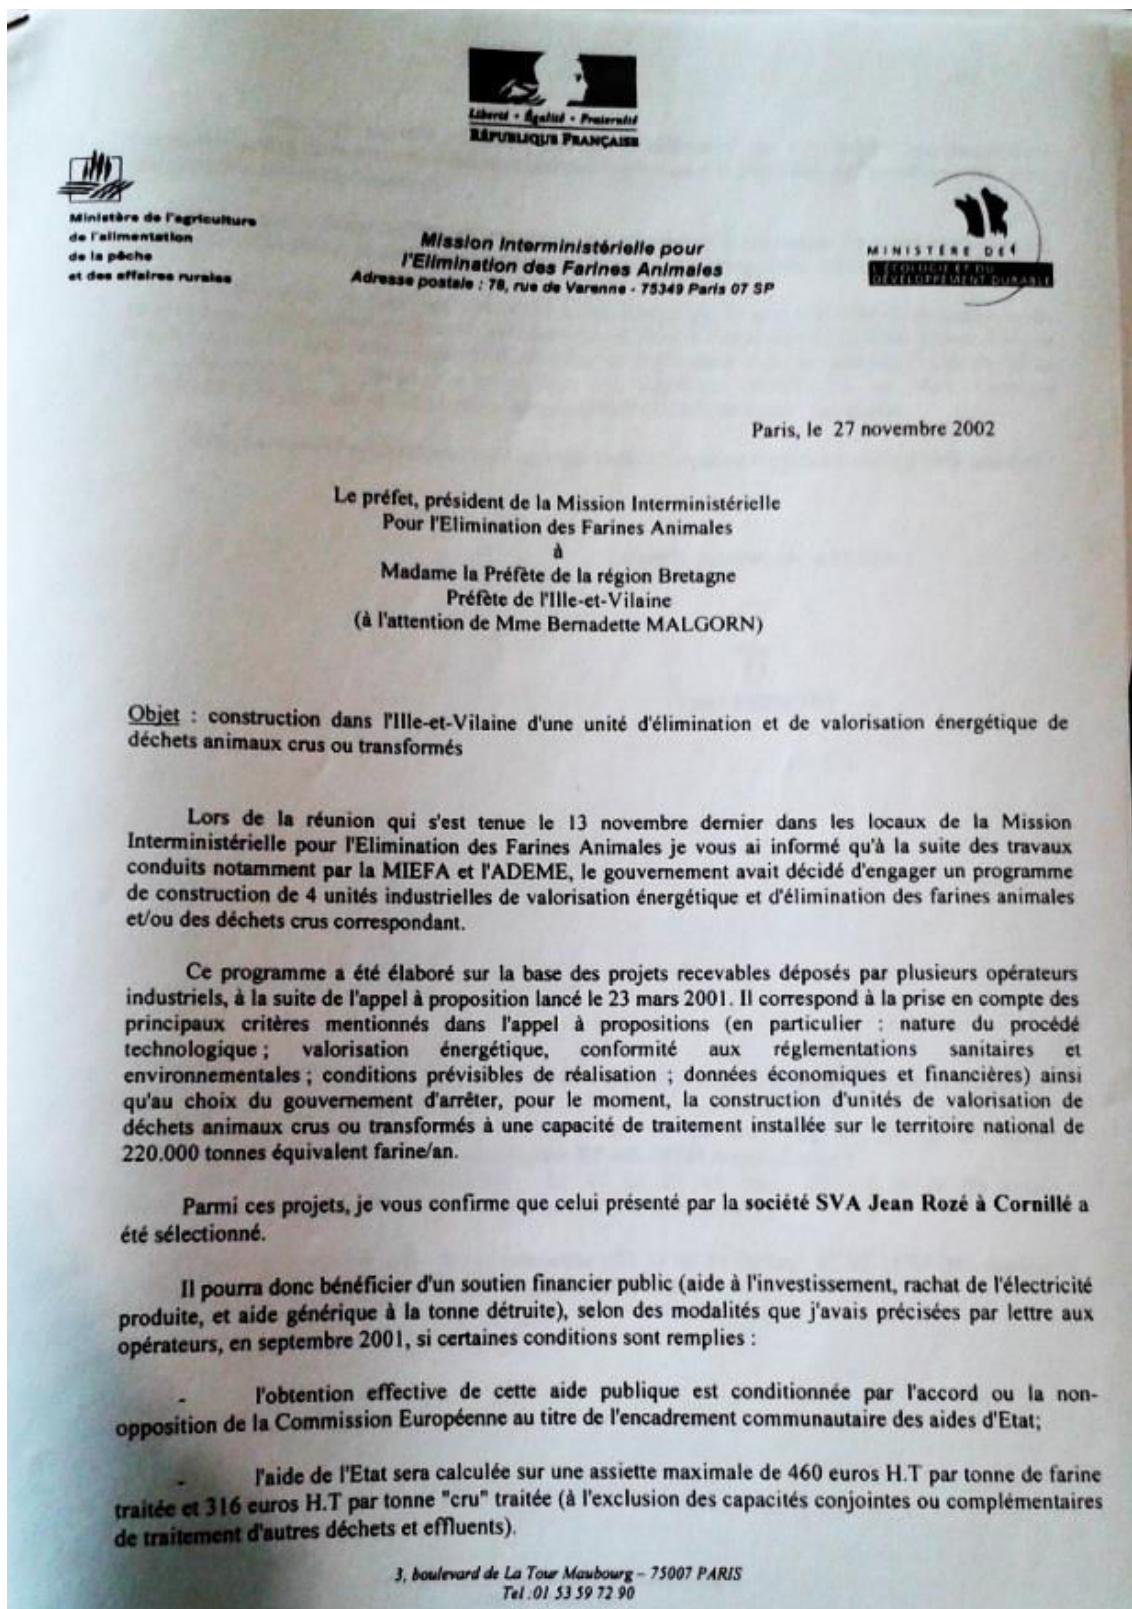 Liberté • Égalité • Fraternité
RÉPUBLIQUE FRANÇAISE
Ministère de l'agriculture
de l'alimentation
de la pêche
et des affaires rurales
Mission Interministérielle pour
l'Elimination des Farines Animales
Adresse postale : 78, rue de Varenne - 75349 Paris 07 SP
MINISTÈRE DE
L'ÉCOLOGIE ET DU
DÉVELOPPEMENT DURABLE
Paris, le 27 novembre 2002
Le préfet, président de la Mission Interministérielle
Pour l'Elimination des Farines Animales
à
Madame la Préfète de la région Bretagne
Préfète de l'Ille-et-Vilaine
(à l'attention de Mme Bernadette MALGORN)
Objet : construction dans l'Ille-et-Vilaine d'une unité d'élimination et de valorisation énergétique de
déchets animaux crus ou transformés
Lors de la réunion qui s'est tenue le 13 novembre dernier dans les locaux de la Mission
Interministérielle pour l'Elimination des Farines Animales je vous ai informé qu'à la suite des travaux
conduits notamment par la MIEFA et l'ADEME, le gouvernement avait décidé d'engager un programme
de construction de 4 unités industrielles de valorisation énergétique et d'élimination des farines animales
et/ou des déchets crus correspondant.
Ce programme a été élaboré sur la base des projets recevables déposés par plusieurs opérateurs
industriels, à la suite de l'appel à proposition lancé le 23 mars 2001. Il correspond à la prise en compte des
principaux critères mentionnés dans l'appel à propositions (en particulier : nature du procédé
technologique ; valorisation énergétique, conformité aux réglementations sanitaires et
environnementales ; conditions prévisibles de réalisation ; données économiques et financières) ainsi
qu'au choix du gouvernement d'arrêter, pour le moment, la construction d'unités de valorisation de
déchets animaux crus ou transformés à une capacité de traitement installée sur le territoire national de
220.000 tonnes équivalent farine/an.
Parmi ces projets, je vous confirme que celui présenté par la société SVA Jean Rozé à Cornillé a
été sélectionné.
Il pourra donc bénéficier d'un soutien financier public (aide à l'investissement, rachat de l'électricité
produite, et aide générique à la tonne détruite), selon des modalités que j'avais précisées par lettre aux
opérateurs, en septembre 2001, si certaines conditions sont remplies :
- l'obtention effective de cette aide publique est conditionnée par l'accord ou la non-
opposition de la Commission Européenne au titre de l'encadrement communautaire des aides d'Etat;
- l'aide de l'Etat sera calculée sur une assiette maximale de 460 euros H.T par tonne de farine
traitée et 316 euros H.T par tonne "cru" traitée (à l'exclusion des capacités conjointes ou complémentaires
de traitement d'autres déchets et effluents).
3, boulevard de La Tour Maubourg – 75007 PARIS
Tel :01 53 59 72 90